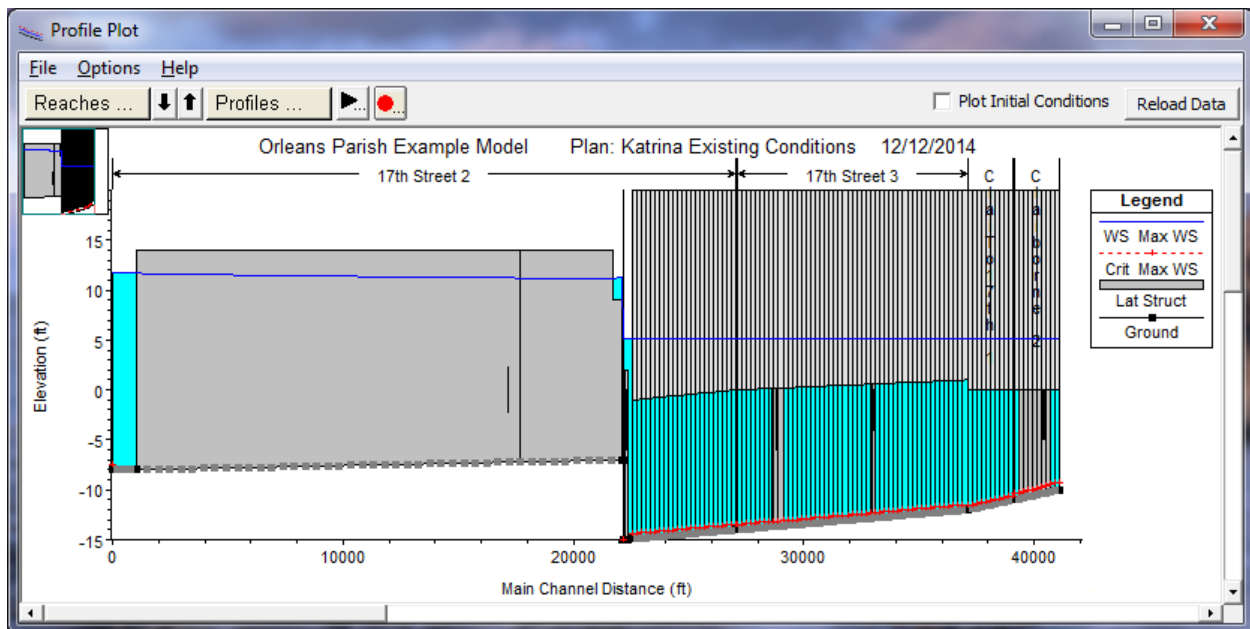 Profile Plot
File Options Help
Reaches ... Profiles ... Plot Initial Conditions Reload Data
Orleans Parish Example Model Plan: Katrina Existing Conditions 12/12/2014
17th Street 2 17th Street 3
Legend
WS Max WS
Crit Max WS
Lat Struct
Ground
Elevation (ft)
15
10
5
0
-5
-10
-15
0 10000 20000 30000 40000
Main Channel Distance (ft)